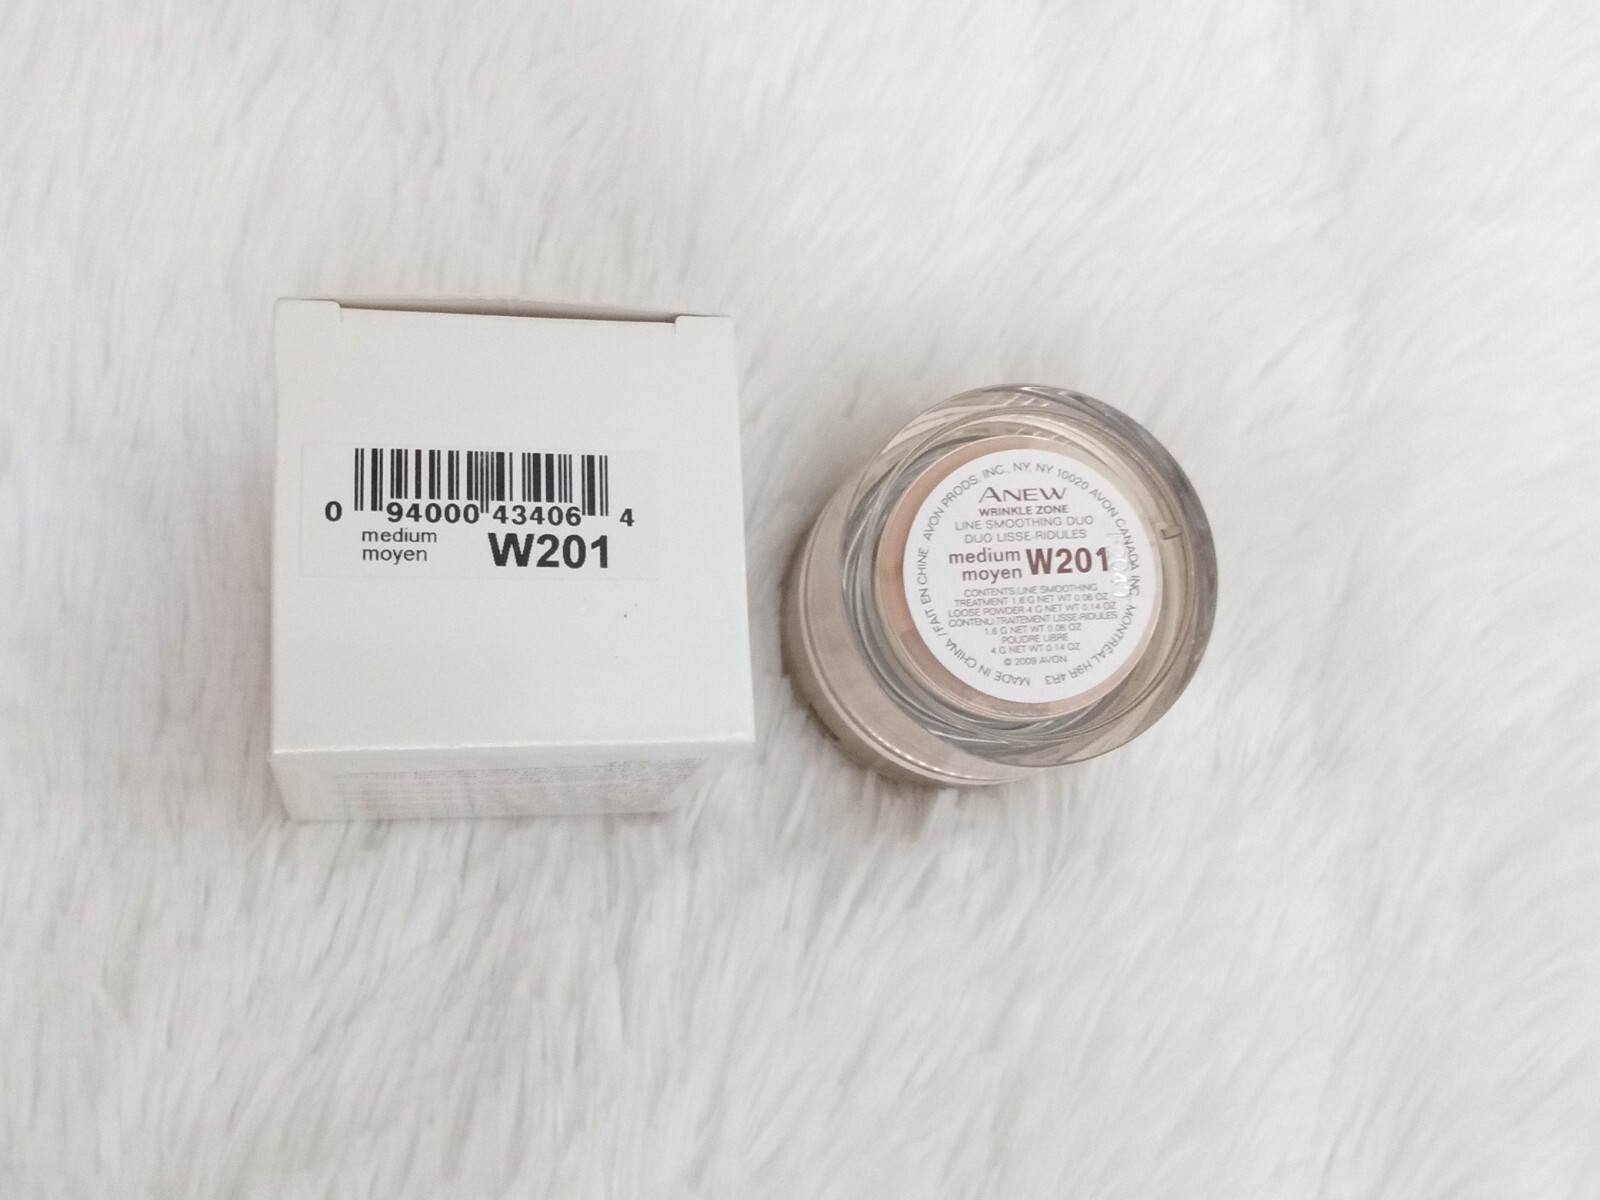 0 94000 43406 4
medium
moyen
W201
AVON PRODS. INC., NY, NY 10020 AVON CANADA INC. MONTRÉAL H9R 4R3
MADE IN CHINA / FAIT EN CHINE
ANEW
WRINKLE ZONE
LINE SMOOTHING DUO
DUO LISSE-RIDULES
medium
moyen
W201
CONTENTS:LINE SMOOTHING
TREATMENT 1.6 G NET WT 0.06 OZ
LOOSE POWDER 4 G NET WT 0.14 OZ
CONTENU:TRAITEMENT LISSE-RIDULES
1.6 G NET WT 0.06 OZ
POUDRE LIBRE
4 G NET WT 0.14 OZ
© 2009 AVON